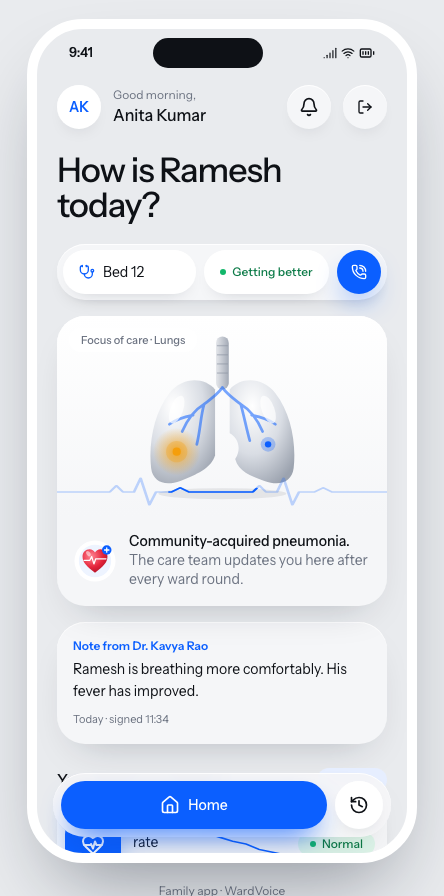 9:41
AK
Good morning,
Anita Kumar
How is Ramesh
today?
Bed 12
Getting better
Focus of care · Lungs
Community-acquired pneumonia.
The care team updates you here after
every ward round.
Note from Dr. Kavya Rao
Ramesh is breathing more comfortably. His
fever has improved.
Today · signed 11:34
Home
rate
Normal
Family app · WardVoice